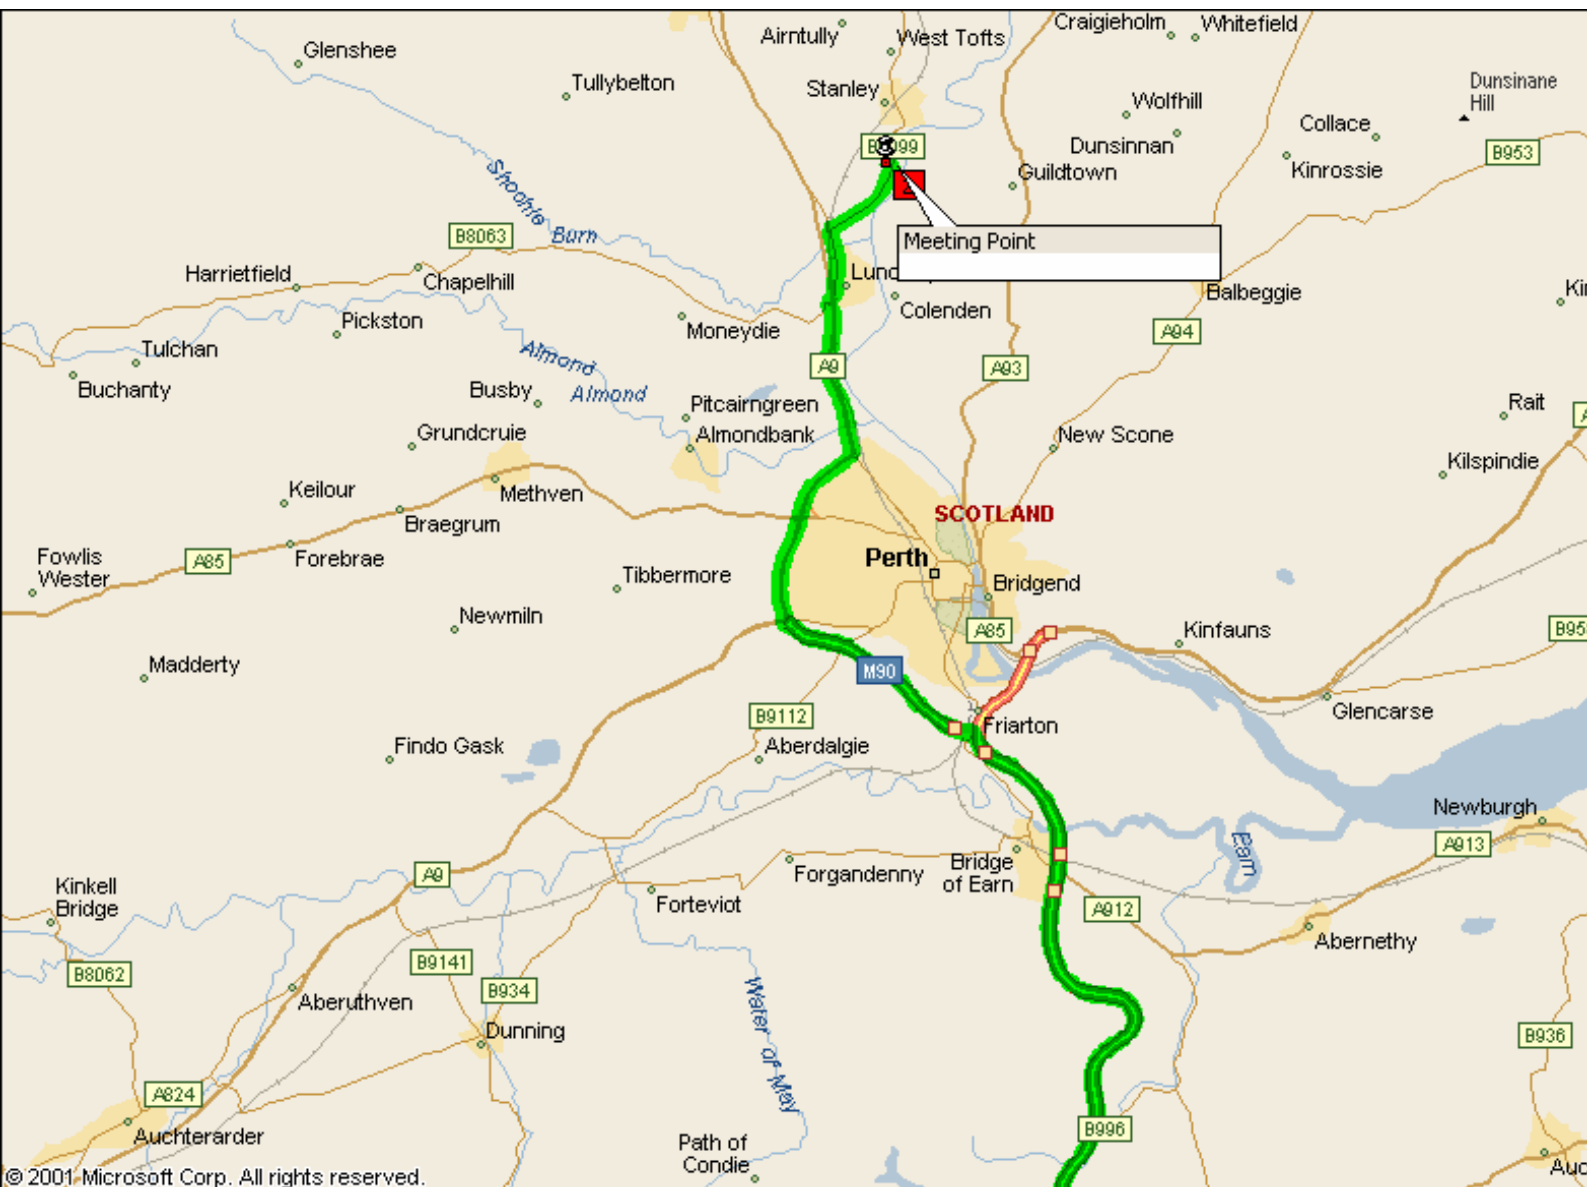 Glenshee
Airntully
West Tofts
Craigieholm
Whitefield
Tullybelton
Stanley
Dunsinane
Hill
Wolfhill
Collace
Dunsinnan
B953
Shochie
Burn
Guildtown
Kinrossie
Meeting Point
B8063
Harrietfield
Chapelhill
Colenden
Balbeggie
Pickston
Moneydie
A94
Tulchan
Almond
A9
A93
Buchanty
Busby
Almond
Pitcairngreen
Rait
Grundcruie
Almondbank
New Scone
Kilspindie
Keilour
Methven
Braegrum
SCOTLAND
Fowlis
Wester
A85
Forebrae
Perth
Tibbermore
Bridgend
Newmiln
A85
Kinfauns
Madderty
M90
B9112
Friarton
Glencarse
Findo Gask
Aberdalgie
Newburgh
A9
Forgandenny
Bridge
of Earn
Earn
A913
Kinkell
Bridge
Forteviot
A912
Abernethy
B8062
B9141
B934
Aberuthven
Water of May
Dunning
B936
A824
Auchterarder
Path of
Condie
B996
© 2001 Microsoft Corp. All rights reserved.